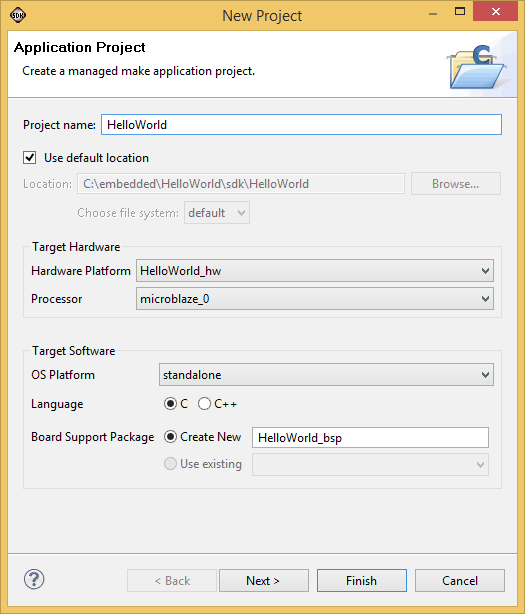 SDK
New Project
Application Project
Create a managed make application project.
C
Project name: HelloWorld
Use default location
Location: C:\embedded\HelloWorld\sdk\HelloWorld Browse...
Choose file system: default
Target Hardware
Hardware Platform HelloWorld_hw
Processor microblaze_0
Target Software
OS Platform standalone
Language C C++
Board Support Package Create New HelloWorld_bsp
Use existing
? < Back Next > Finish Cancel